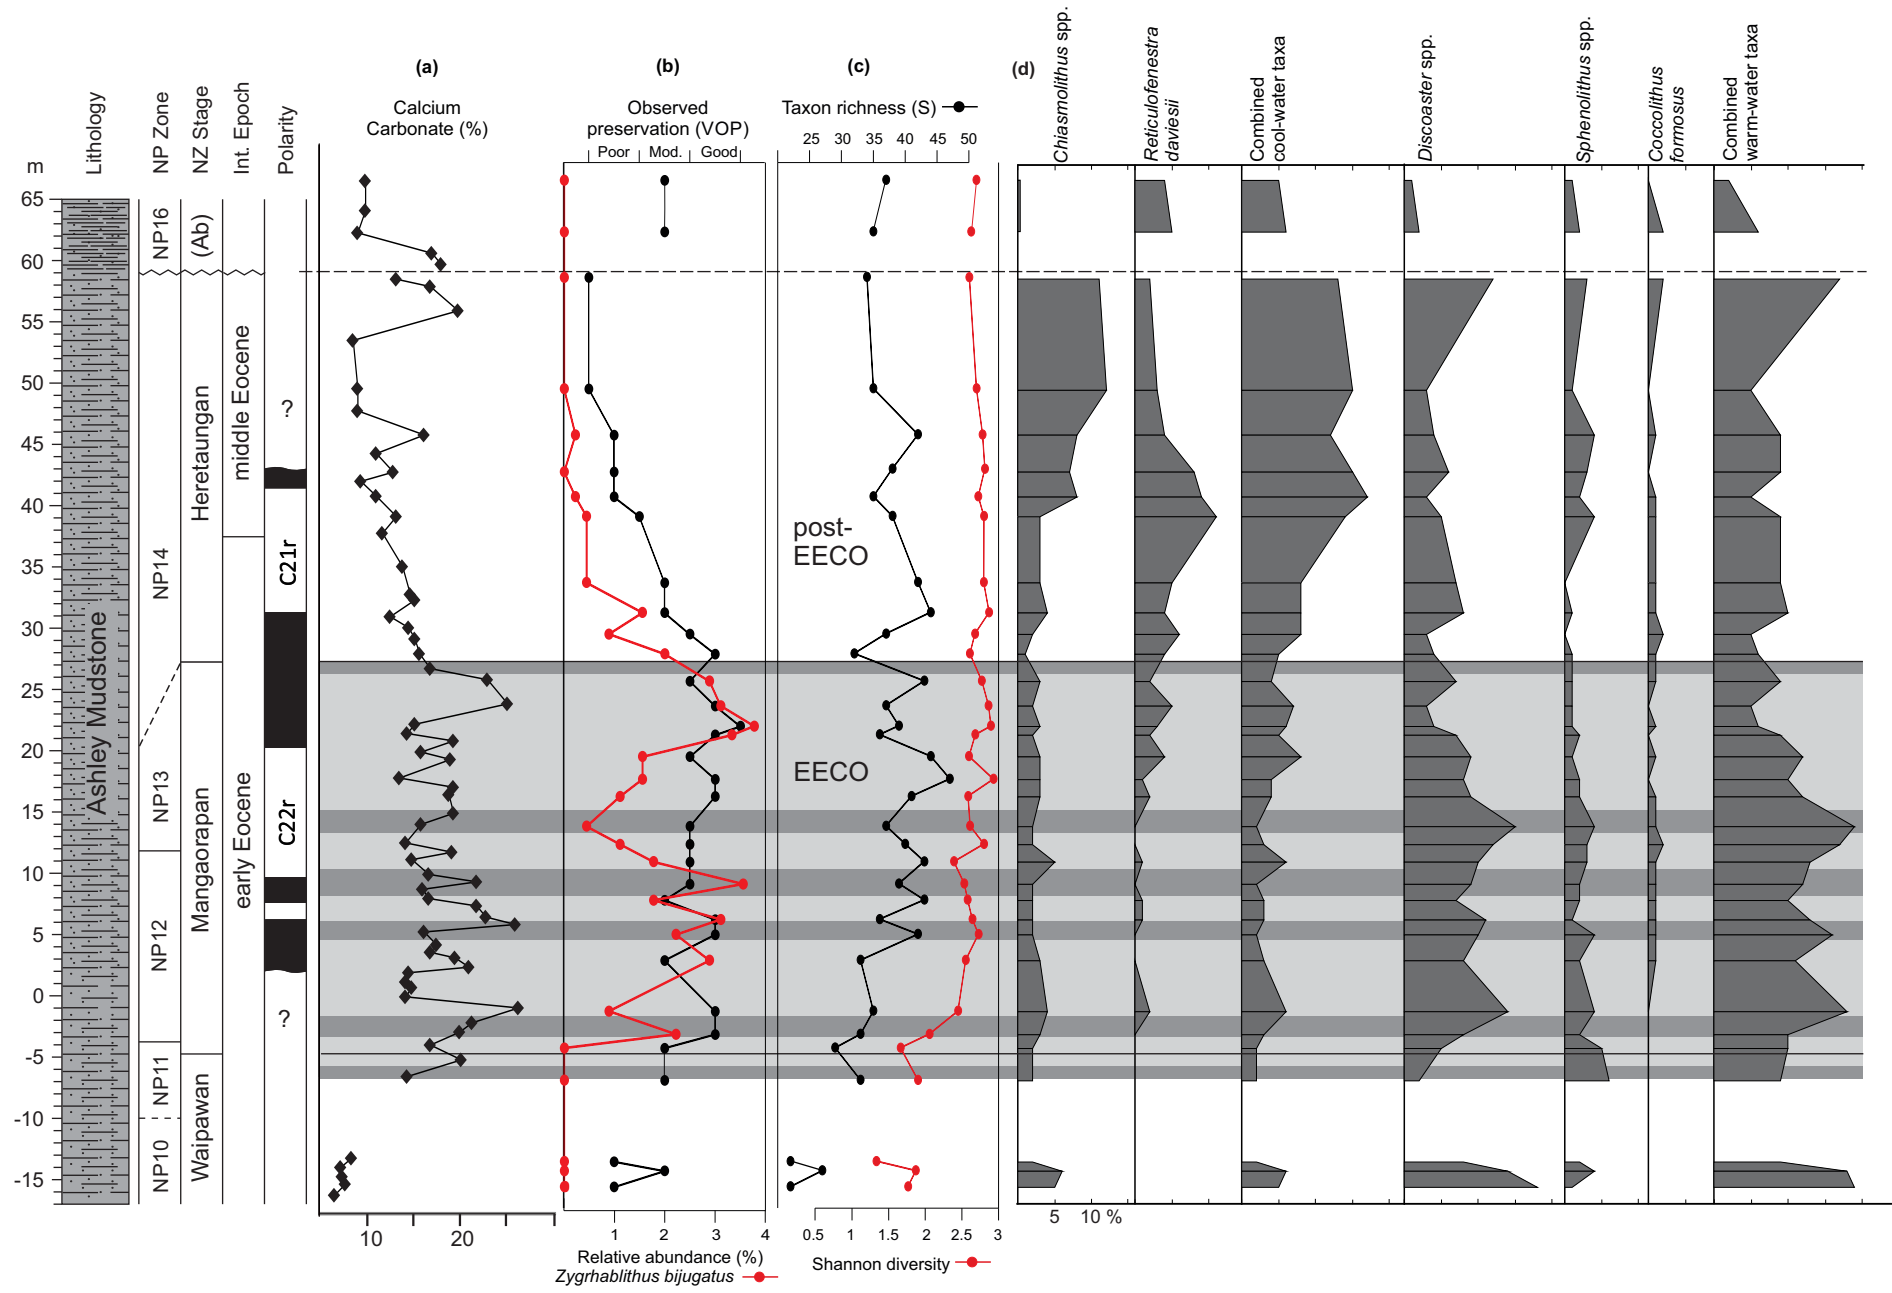 (a)
(b)
(c)
(d)
m
Lithology
NP Zone
NZ Stage
Int. Epoch
Polarity
Calcium
Carbonate (%)
Observed
preservation (VOP)
Poor
Mod.
Good
Taxon richness (S)
25 30 35 40 45 50
Chiasmolithus spp.
Reticulofenestra
daviesii
Combined
cool-water taxa
Discoaster spp.
Sphenolithus spp.
Coccolithus
formosus
Combined
warm-water taxa
65
60
55
50
45
40
35
30
25
20
15
10
5
0
-5
-10
-15
Ashley Mudstone
NP16
NP14
NP13
NP12
NP11
NP10
(Ab)
Heretaungan
Mangaorapan
Waipawan
middle Eocene
early Eocene
?
C21r
C22r
?
post-
EECO
EECO
10 20
1 2 3 4
Relative abundance (%)
Zygrhablithus bijugatus
0.5 1 1.5 2 2.5 3
Shannon diversity
5 10 %